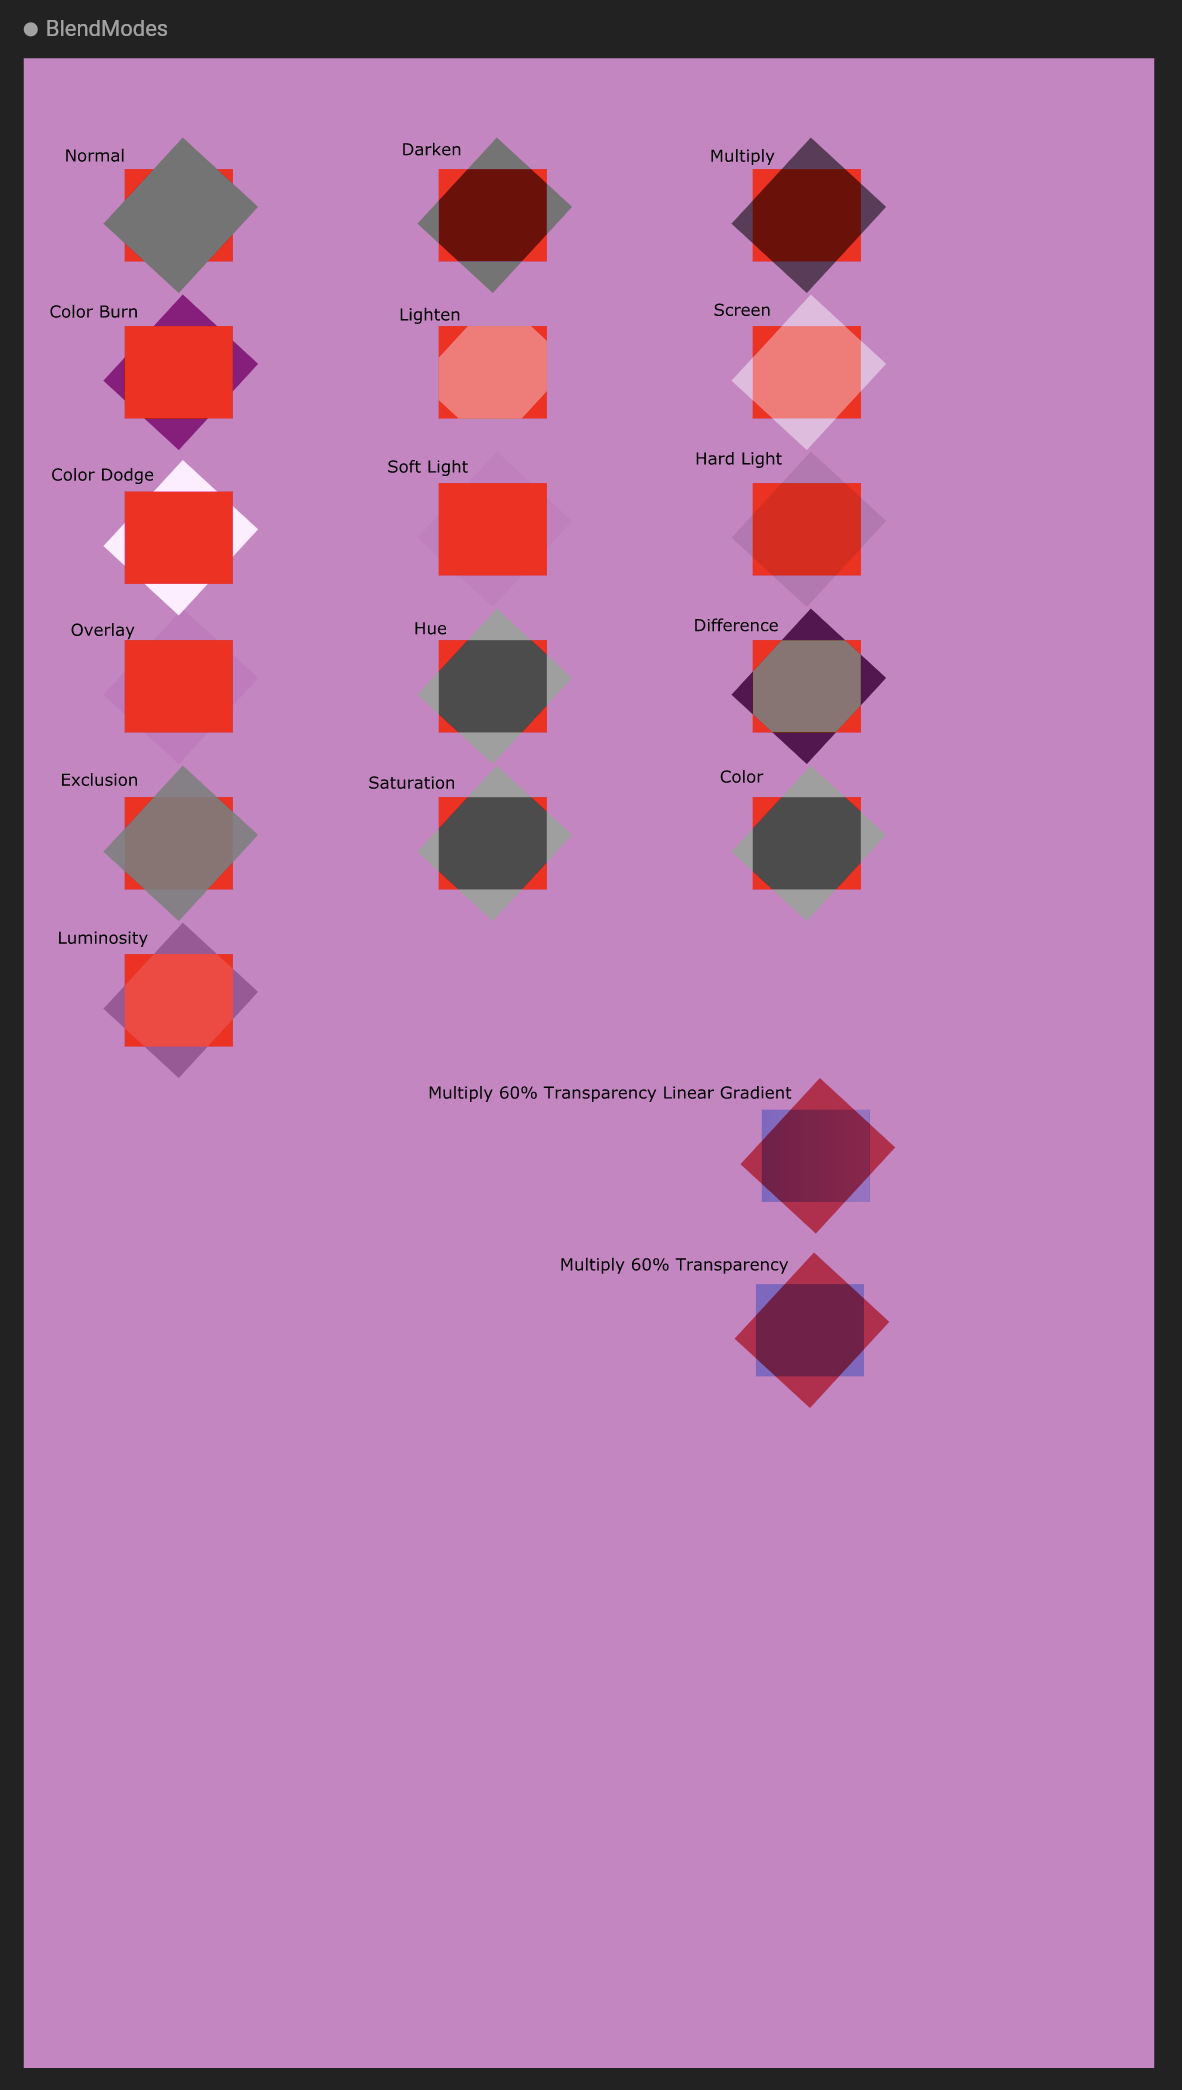 BlendModes
Normal
Darken
Multiply
Color Burn
Lighten
Screen
Color Dodge
Soft Light
Hard Light
Overlay
Hue
Difference
Exclusion
Saturation
Color
Luminosity
Multiply 60% Transparency Linear Gradient
Multiply 60% Transparency